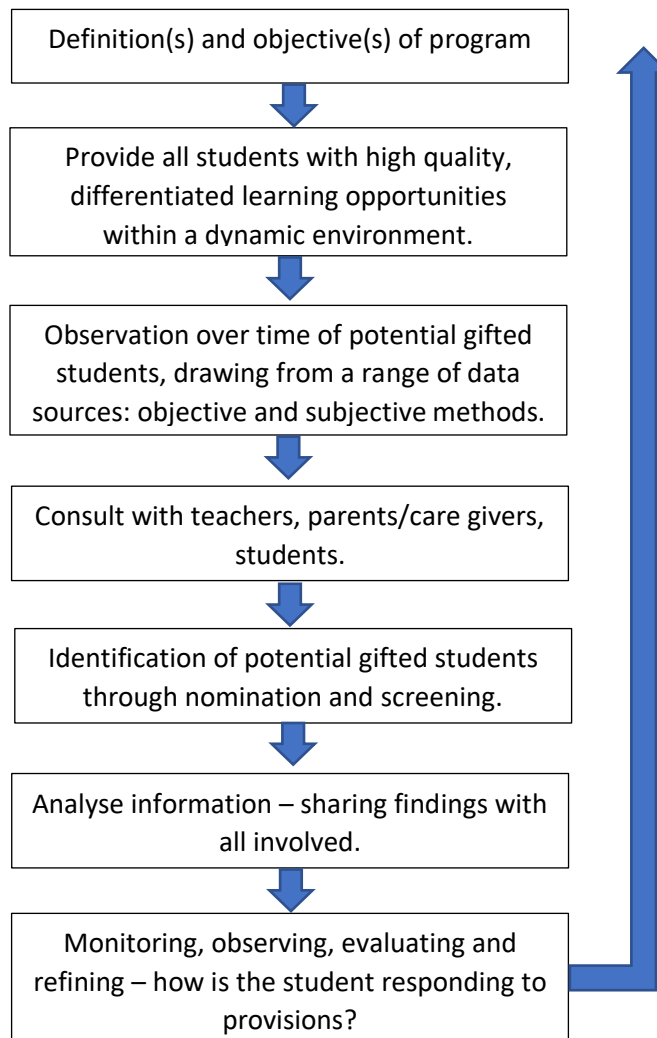 Definition(s) and objective(s) of program
Provide all students with high quality,
differentiated learning opportunities
within a dynamic environment.
Observation over time of potential gifted
students, drawing from a range of data
sources: objective and subjective methods.
Consult with teachers, parents/care givers,
students.
Identification of potential gifted students
through nomination and screening.
Analyse information – sharing findings with
all involved.
Monitoring, observing, evaluating and
refining – how is the student responding to
provisions?